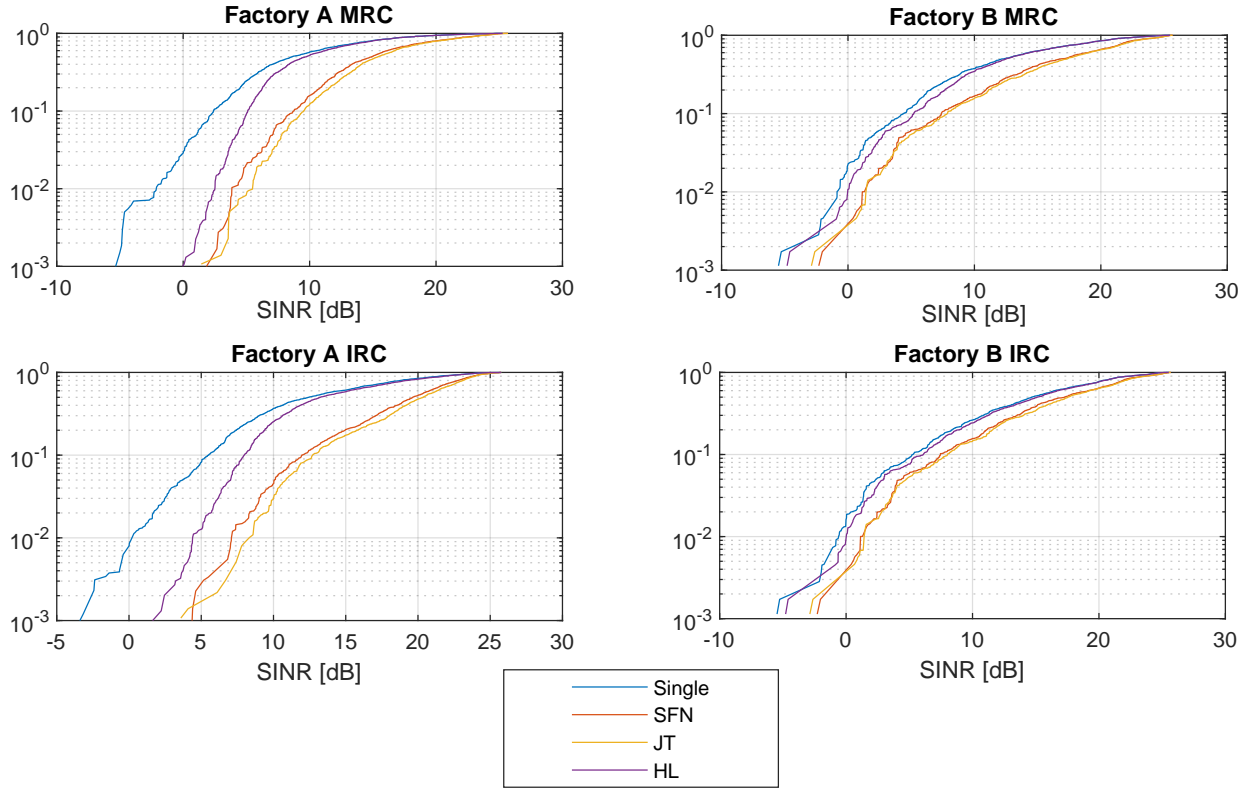 Factory A MRC
10^0
10^-1
10^-2
10^-3
-10 0 10 20 30
SINR [dB]
Factory B MRC
10^0
10^-1
10^-2
10^-3
-10 0 10 20 30
SINR [dB]
Factory A IRC
10^0
10^-1
10^-2
10^-3
-5 0 5 10 15 20 25 30
SINR [dB]
Factory B IRC
10^0
10^-1
10^-2
10^-3
-10 0 10 20 30
SINR [dB]
Single
SFN
JT
HL